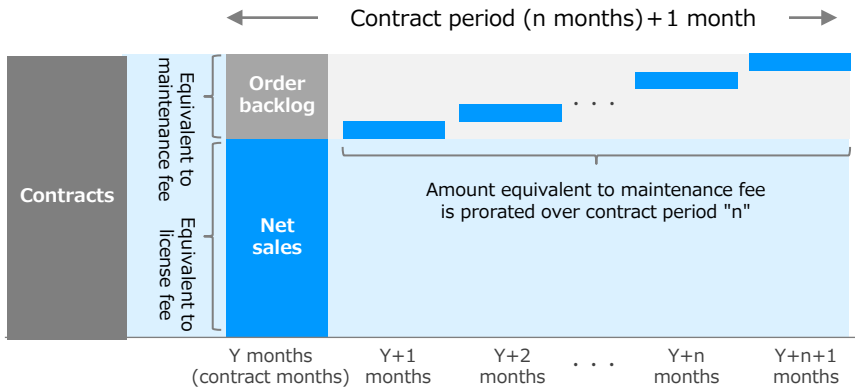 Contract period (n months)+1 month
Contracts
Equivalent to
maintenance fee
Equivalent to
license fee
Order
backlog
Net
sales
. . .
Amount equivalent to maintenance fee
is prorated over contract period "n"
Y months
(contract months)
Y+1
months
Y+2
months
. . .
Y+n
months
Y+n+1
months